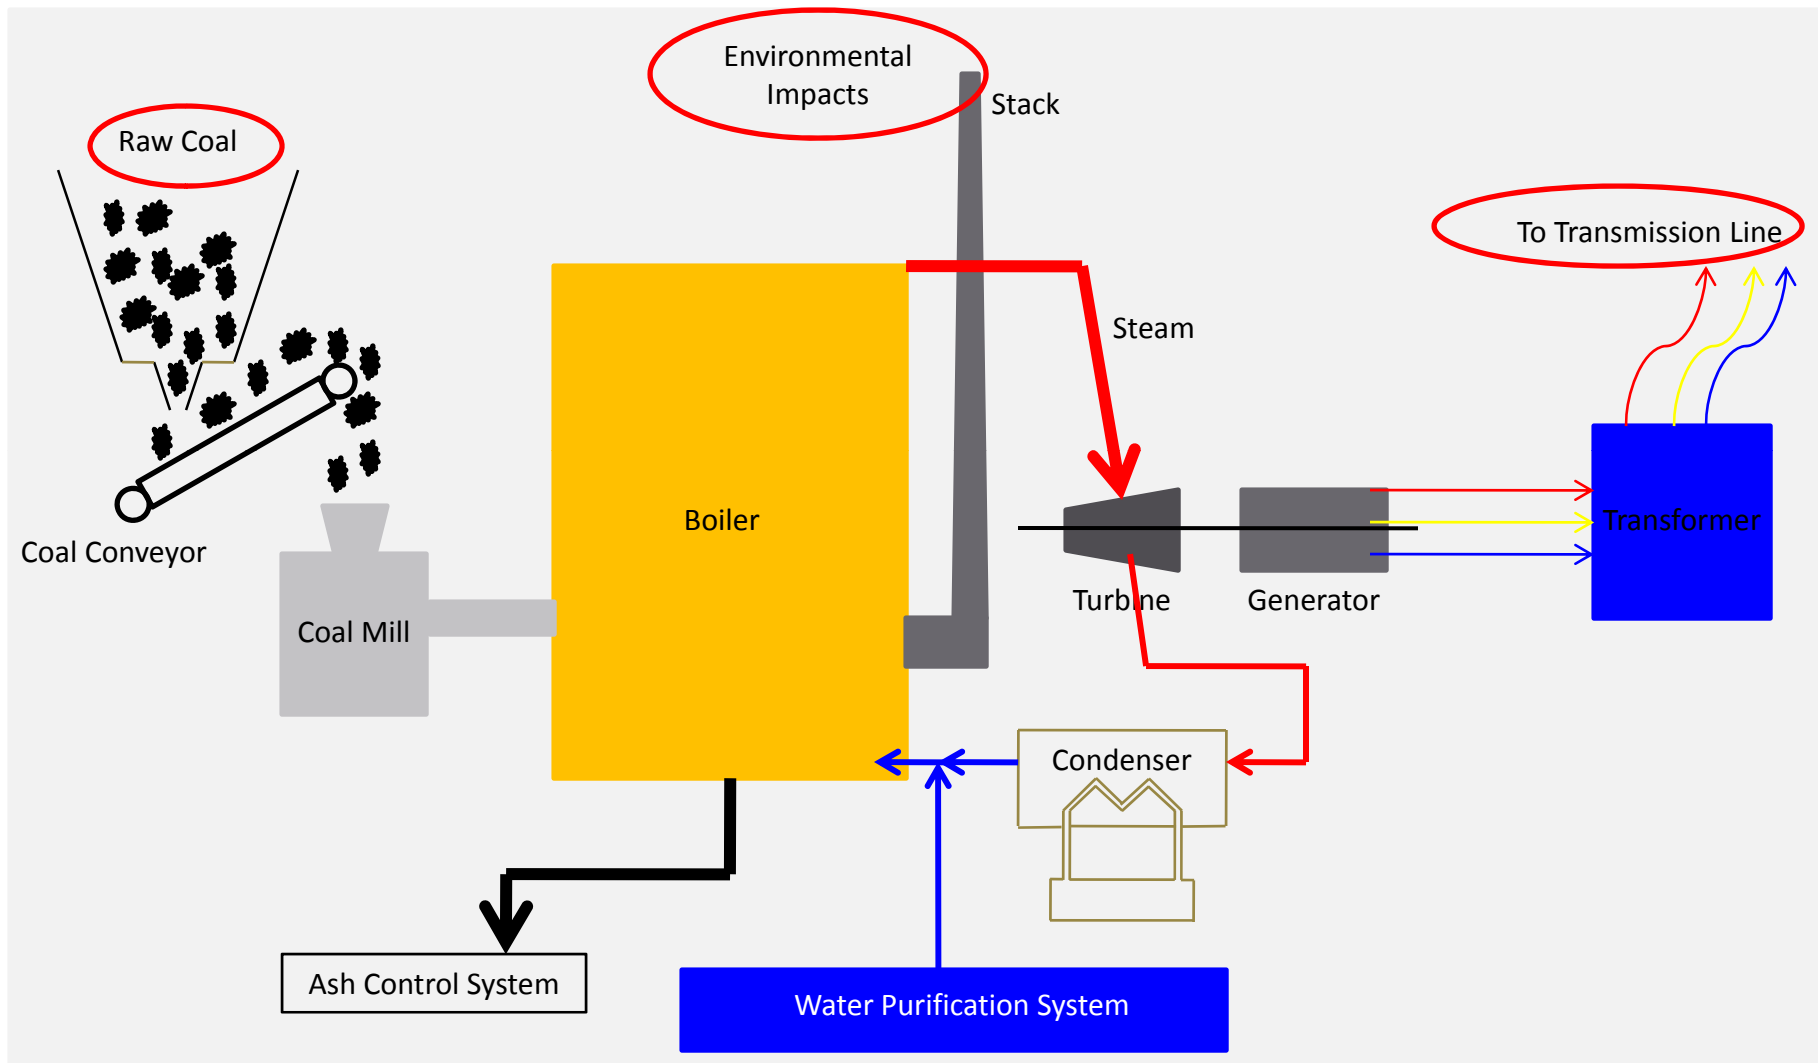 Environmental
Impacts
Stack
Raw Coal
To Transmission Line
Steam
Boiler
Transformer
Coal Conveyor
Turbine
Generator
Coal Mill
Condenser
Ash Control System
Water Purification System